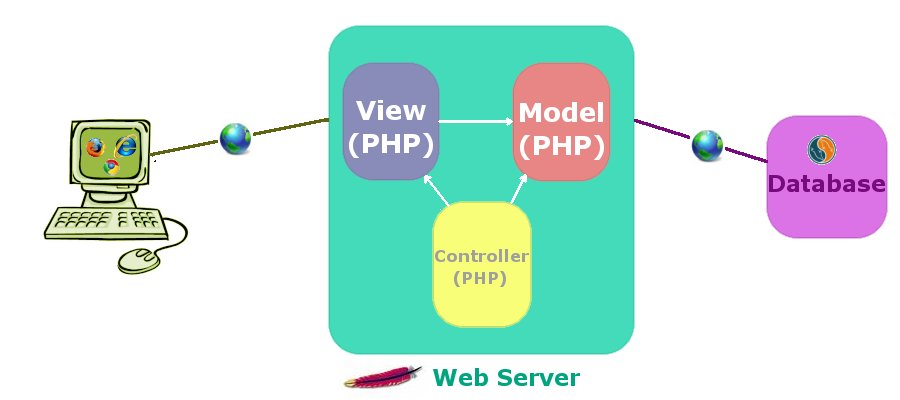 View
(PHP)
Model
(PHP)
Controller
(PHP)
Database
Web Server